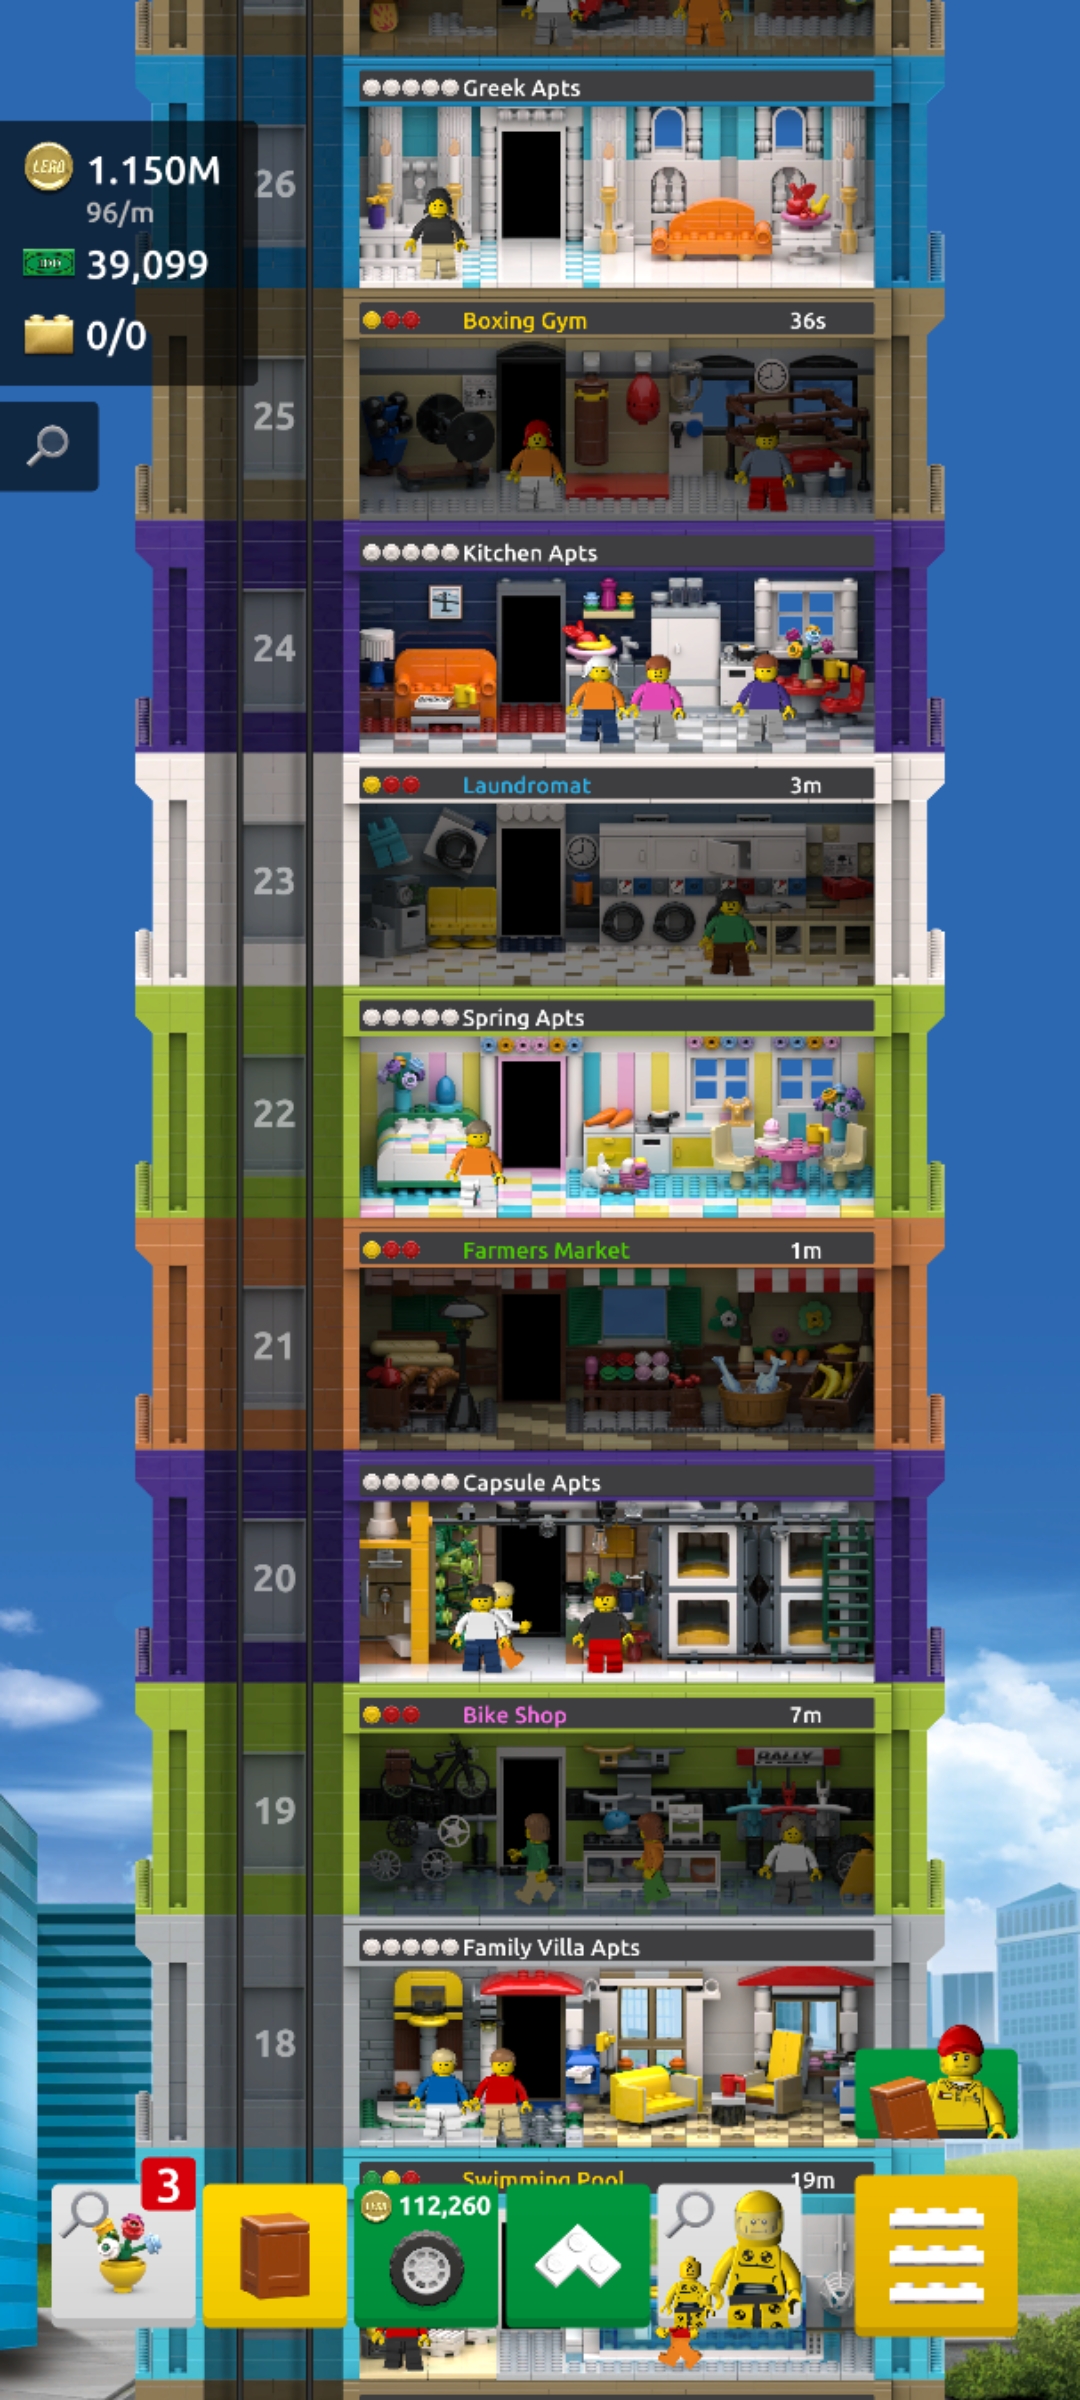 Greek Apts
LEGO
1.150M
96/m
26
39,099
0/0
Boxing Gym 36s
25
Kitchen Apts
24
Laundromat 3m
23
Spring Apts
22
Farmers Market 1m
21
Capsule Apts
20
Bike Shop 7m
RALLY
19
Family Villa Apts
18
Swimming Pool 19m
3
112,260